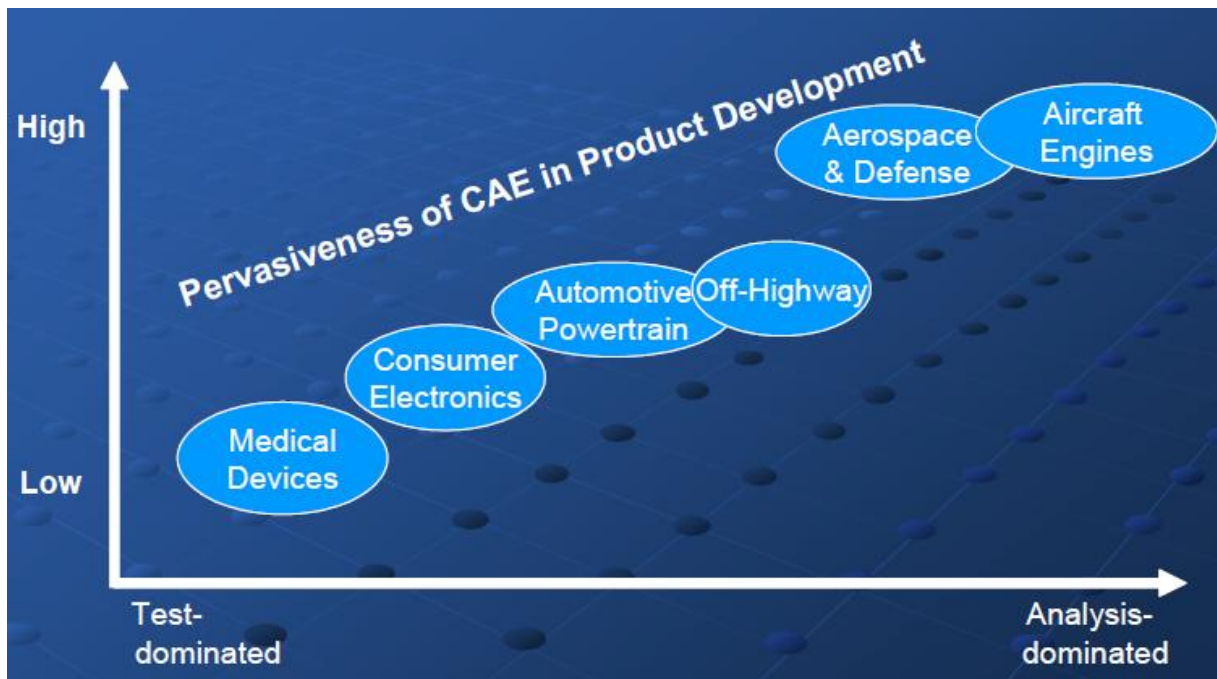 Pervasiveness of CAE in Product Development
High
Low
Aircraft
Engines
Aerospace
& Defense
Off-Highway
Automotive
Powertrain
Consumer
Electronics
Medical
Devices
Test-
dominated
Analysis-
dominated